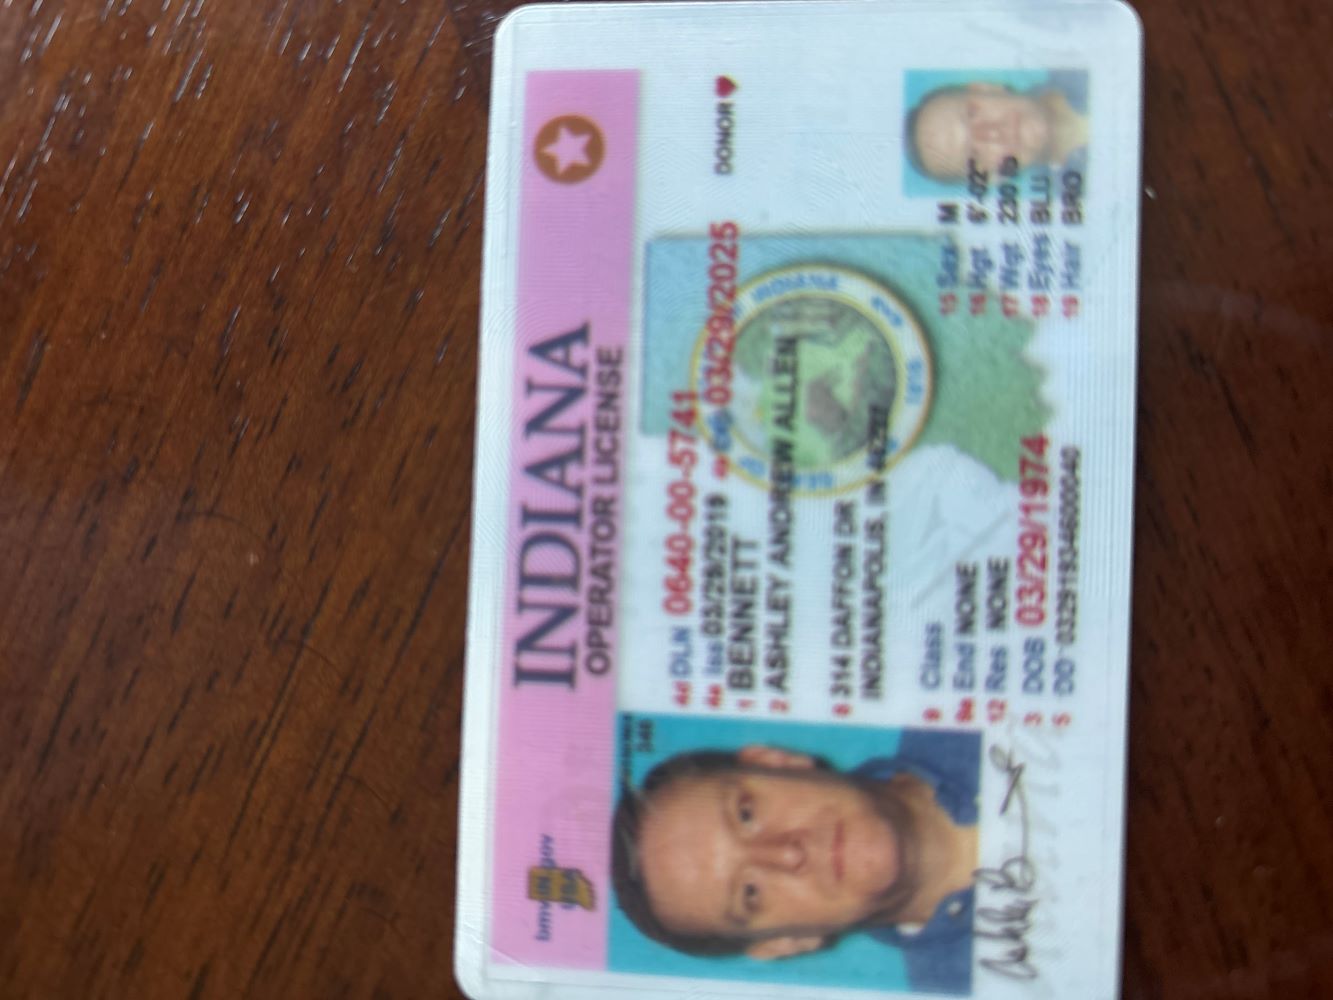 bmv.IN.gov
USA
INDIANA
OPERATOR LICENSE
4d DLN 0640-00-5741
4a Iss 03/29/2019 4b Exp 03/29/2025
DONOR
1 BENNETT
2 ASHLEY ANDREW ALLEN
8 314 DAFFON DR
INDIANAPOLIS, IN
1816
9 Class
9a End NONE
12 Res NONE
3 DOB 03/29/1974
5 DD 03291934600040
15 Sex M
16 Hgt 6'-02"
17 Wgt 230 lb
18 Eyes BLU
19 Hair BRO